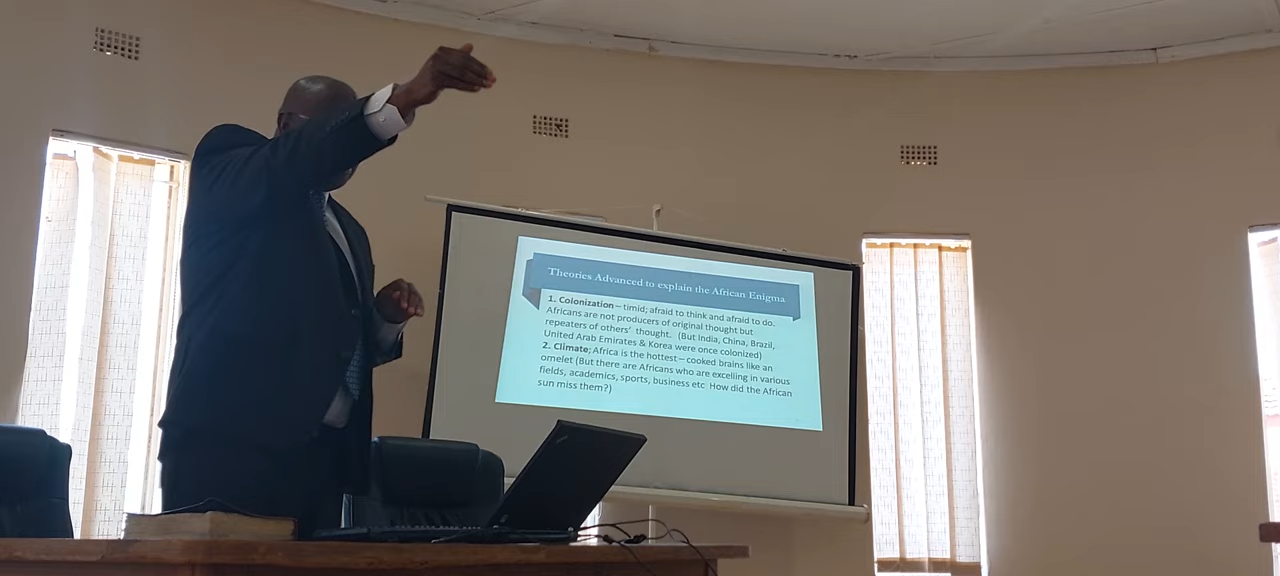 Theories Advanced to explain the African Enigma
1. Colonization – timid; afraid to think and afraid to do.
Africans are not producers of original thought but
repeaters of others' thought. (But India, China, Brazil,
United Arab Emirates & Korea were once colonized)
2. Climate; Africa is the hottest – cooked brains like an
omelet (But there are Africans who are excelling in various
fields, academics, sports, business etc How did the African
sun miss them?)